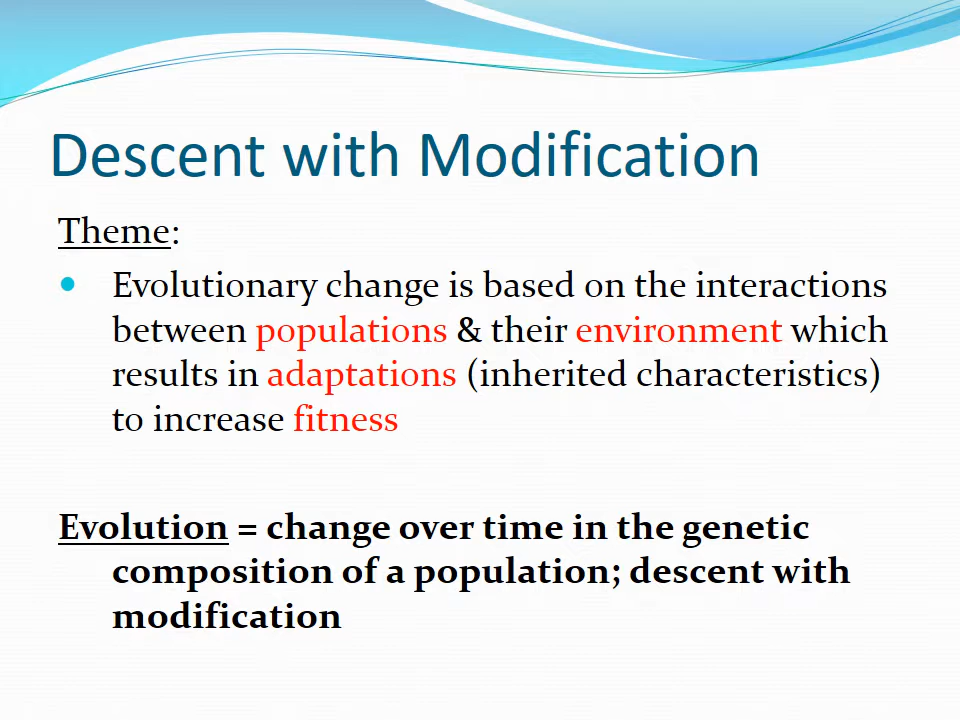 Descent with Modification
Theme:
• Evolutionary change is based on the interactions
between populations & their environment which
results in adaptations (inherited characteristics)
to increase fitness
Evolution = change over time in the genetic
composition of a population; descent with
modification